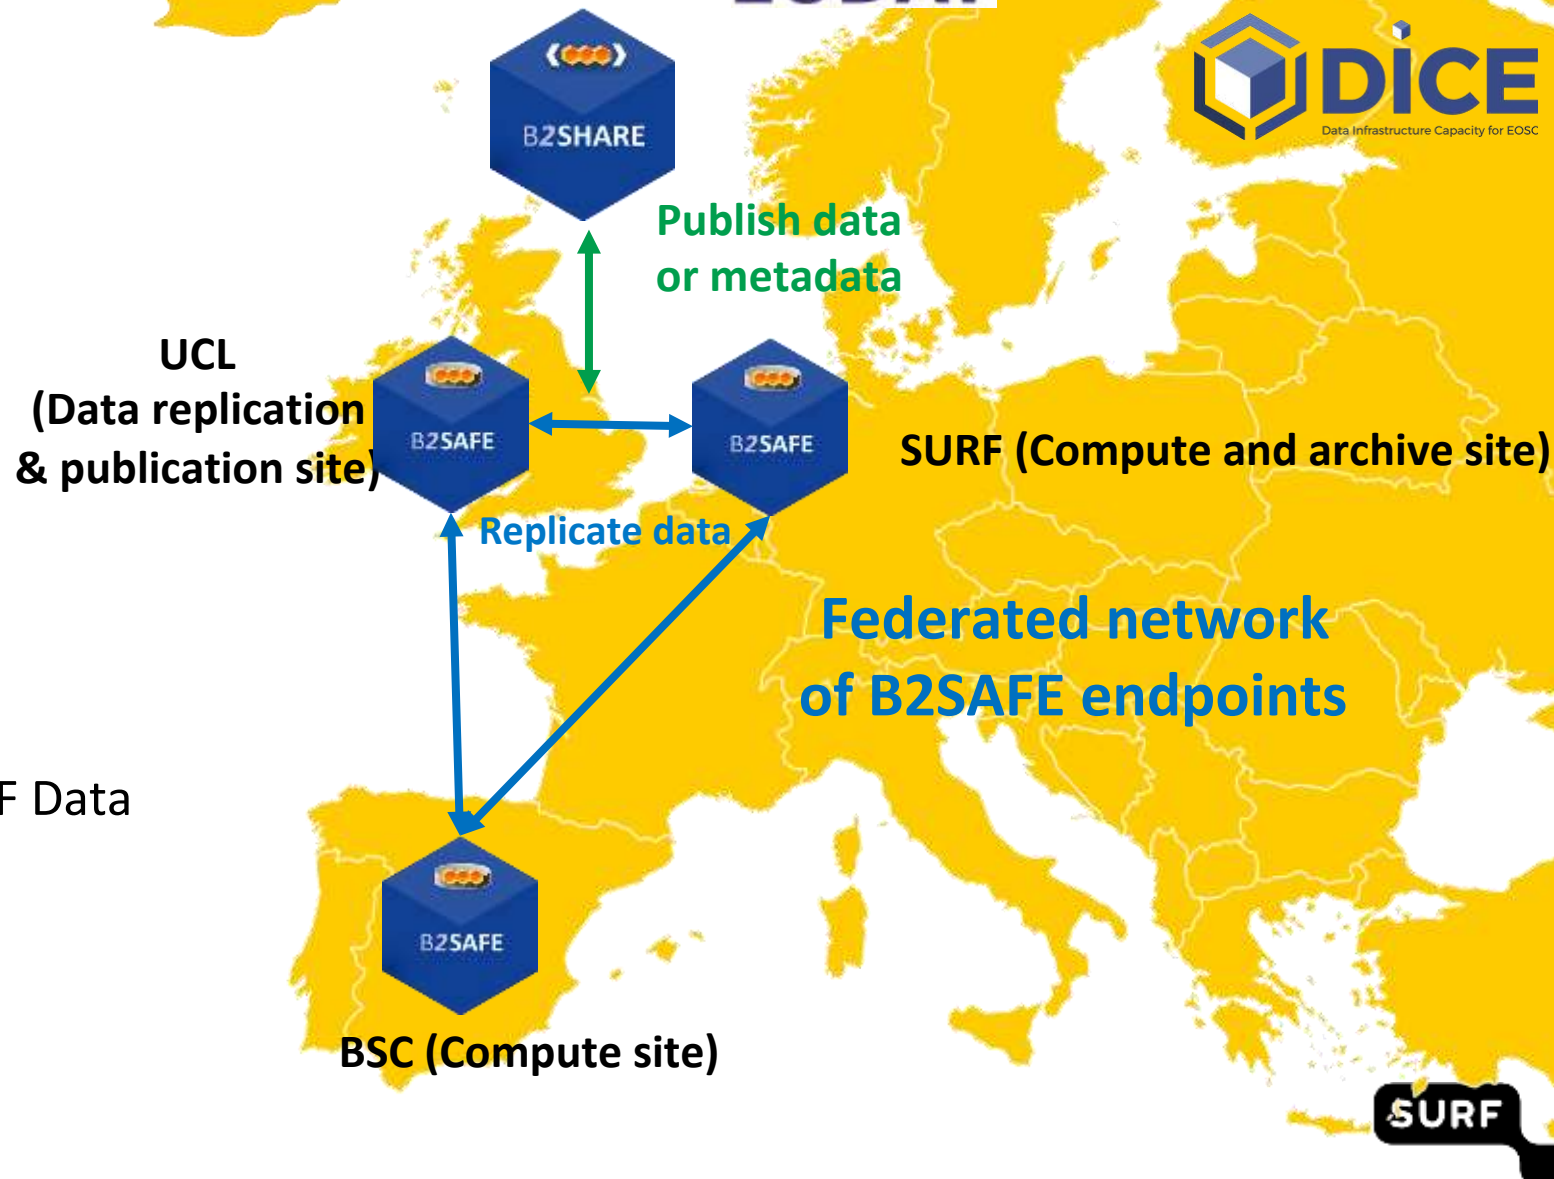 EUDAT
B2SHARE
DICE
Data Infrastructure Capacity for EOSC
Publish data
or metadata
UCL
(Data replication
& publication site)
B2SAFE
B2SAFE
SURF (Compute and archive site)
Replicate data
Federated network
of B2SAFE endpoints
F Data
B2SAFE
BSC (Compute site)
SURF